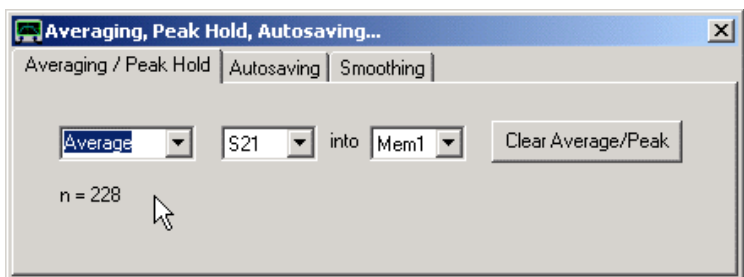 Averaging, Peak Hold, Autosaving...
Averaging / Peak Hold Autosaving Smoothing
Average S21 into Mem1 Clear Average/Peak
n = 228